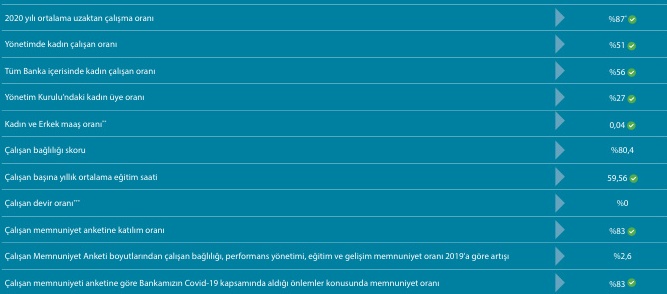 2020 yılı ortalama uzaktan çalışma oranı %87*
Yönetimde kadın çalışan oranı %51
Tüm Banka içerisinde kadın çalışan oranı %56
Yönetim Kurulu'ndaki kadın üye oranı %27
Kadın ve Erkek maaş oranı** 0,04
Çalışan bağlılığı skoru %80,4
Çalışan başına yıllık ortalama eğitim saati 59,56
Çalışan devir oranı*** %0
Çalışan memnuniyet anketine katılım oranı %83
Çalışan Memnuniyet Anketi boyutlarından çalışan bağlılığı, performans yönetimi, eğitim ve gelişim memnuniyet oranı 2019'a göre artışı %2,6
Çalışan memnuniyeti anketine göre Bankamızın Covid-19 kapsamında aldığı önlemler konusunda memnuniyet oranı %83